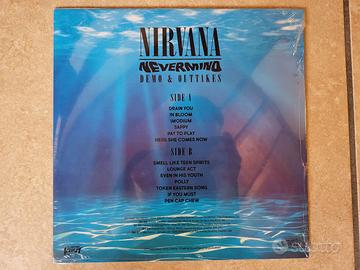 NIRVANA
NEVERMIND
DEMO & OUTTIKES
SIDE A
DRAIN YOU
IN BLOOM
IMODIUM
SAPPY
PAY TO PLAY
HERE SHE COMES NOW
SIDE B
SMELL LIKE TEEN SPIRITS
LOUNGE ACT
EVEN IN HIS YOUTH
POLLY
TOKEN EASTERN SONG
IF YOU MUST
PEN CAP CHEW
subito